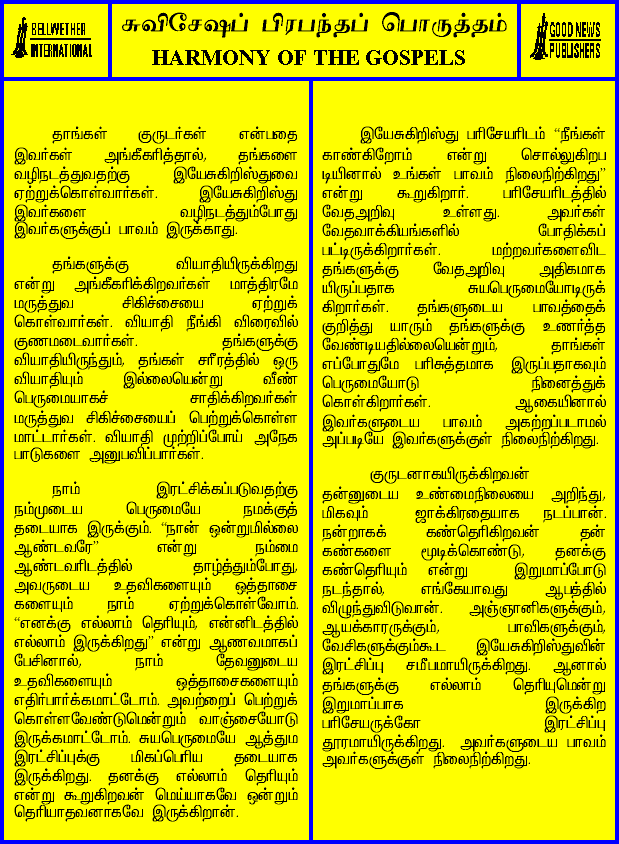 BELLWETHER
INTERNATIONAL
சுவிசேஷப் பிரபந்தப் பொருத்தம்
HARMONY OF THE GOSPELS
GOOD NEWS
PUBLISHERS
தாங்கள் குருடர்கள் என்பதை
இவர்கள் அங்கீகரித்தால், தங்களை
வழிநடத்துவதற்கு இயேசுகிறிஸ்துவை
ஏற்றுக்கொள்வார்கள். இயேசுகிறிஸ்து
இவர்களை வழிநடத்தும்போது
இவர்களுக்குப் பாவம் இருக்காது.
தங்களுக்கு வியாதியிருக்கிறது
என்று அங்கீகரிக்கிறவர்கள் மாத்திரமே
மருத்துவ சிகிச்சையை ஏற்றுக்
கொள்வார்கள். வியாதி நீங்கி விரைவில்
குணமடைவார்கள். தங்களுக்கு
வியாதியிருந்தும், தங்கள் சரீரத்தில் ஒரு
வியாதியும் இல்லையென்று வீண்
பெருமையாகச் சாதிக்கிறவர்கள்
மருத்துவ சிகிச்சையைப் பெற்றுக்கொள்ள
மாட்டார்கள். வியாதி முற்றிப்போய் அநேக
பாடுகளை அனுபவிப்பார்கள்.
நாம் இரட்சிக்கப்படுவதற்கு
நம்முடைய பெருமையே நமக்குத்
தடையாக இருக்கும். “நான் ஒன்றுமில்லை
ஆண்டவரே” என்று நம்மை
ஆண்டவரிடத்தில் தாழ்த்தும்போது,
அவருடைய உதவிகளையும் ஒத்தாசை
களையும் நாம் ஏற்றுக்கொள்வோம்.
“எனக்கு எல்லாம் தெரியும், என்னிடத்தில்
எல்லாம் இருக்கிறது” என்று ஆணவமாகப்
பேசினால், நாம் தேவனுடைய
உதவிகளையும் ஒத்தாசைகளையும்
எதிர்பார்க்கமாட்டோம். அவற்றைப் பெற்றுக்
கொள்ளவேண்டுமென்றும் வாஞ்சையோடு
இருக்கமாட்டோம். சுயபெருமையே ஆத்தும
இரட்சிப்புக்கு மிகப்பெரிய தடையாக
இருக்கிறது. தனக்கு எல்லாம் தெரியும்
என்று கூறுகிறவன் மெய்யாகவே ஒன்றும்
தெரியாதவனாகவே இருக்கிறான்.
இயேசுகிறிஸ்து பரிசேயரிடம் “நீங்கள்
காண்கிறோம் என்று சொல்லுகிறப
டியினால் உங்கள் பாவம் நிலைநிற்கிறது”
என்று கூறுகிறார். பரிசேயரிடத்தில்
வேதஅறிவு உள்ளது. அவர்கள்
வேதவாக்கியங்களில் போதிக்கப்
பட்டிருக்கிறார்கள். மற்றவர்களைவிட
தங்களுக்கு வேதஅறிவு அதிகமாக
யிருப்பதாக சுயபெருமையோடிருக்
கிறார்கள். தங்களுடைய பாவத்தைக்
குறித்து யாரும் தங்களுக்கு உணர்த்த
வேண்டியதில்லையென்றும், தாங்கள்
எப்போதுமே பரிசுத்தமாக இருப்பதாகவும்
பெருமையோடு நினைத்துக்
கொள்கிறார்கள். ஆகையினால்
இவர்களுடைய பாவம் அகற்றப்படாமல்
அப்படியே இவர்களுக்குள் நிலைநிற்கிறது.
குருடனாகயிருக்கிறவன்
தன்னுடைய உண்மைநிலையை அறிந்து,
மிகவும் ஜாக்கிரதையாக நடப்பான்.
நன்றாகக் கண்தெரிகிறவன் தன்
கண்களை மூடிக்கொண்டு, தனக்கு
கண்தெரியும் என்று இறுமாப்போடு
நடந்தால், எங்கேயாவது ஆபத்தில்
விழுந்துவிடுவான். அஞ்ஞானிகளுக்கும்,
ஆயக்காரருக்கும், பாவிகளுக்கும்,
வேசிகளுக்கும்கூட இயேசுகிறிஸ்துவின்
இரட்சிப்பு சமீபமாயிருக்கிறது. ஆனால்
தங்களுக்கு எல்லாம் தெரியுமென்று
இறுமாப்பாக இருக்கிற
பரிசேயருக்கோ இரட்சிப்பு
தூரமாயிருக்கிறது. அவர்களுடைய பாவம்
அவர்களுக்குள் நிலைநிற்கிறது.